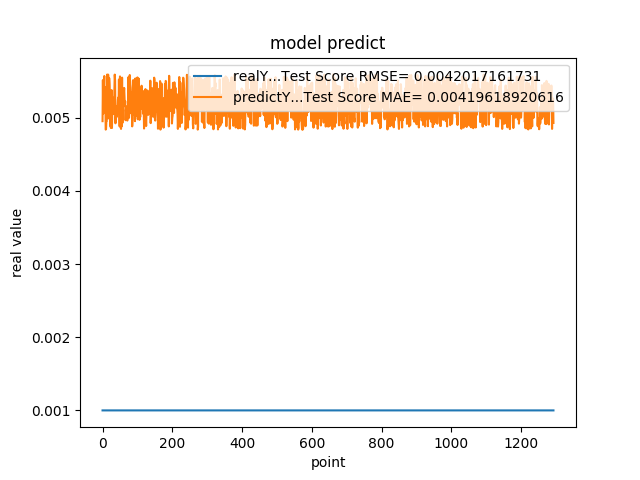 model predict
realY...Test Score RMSE= 0.0042017161731
predictY...Test Score MAE= 0.00419618920616
0.005
0.004
0.003
0.002
0.001
real value
0 200 400 600 800 1000 1200
point